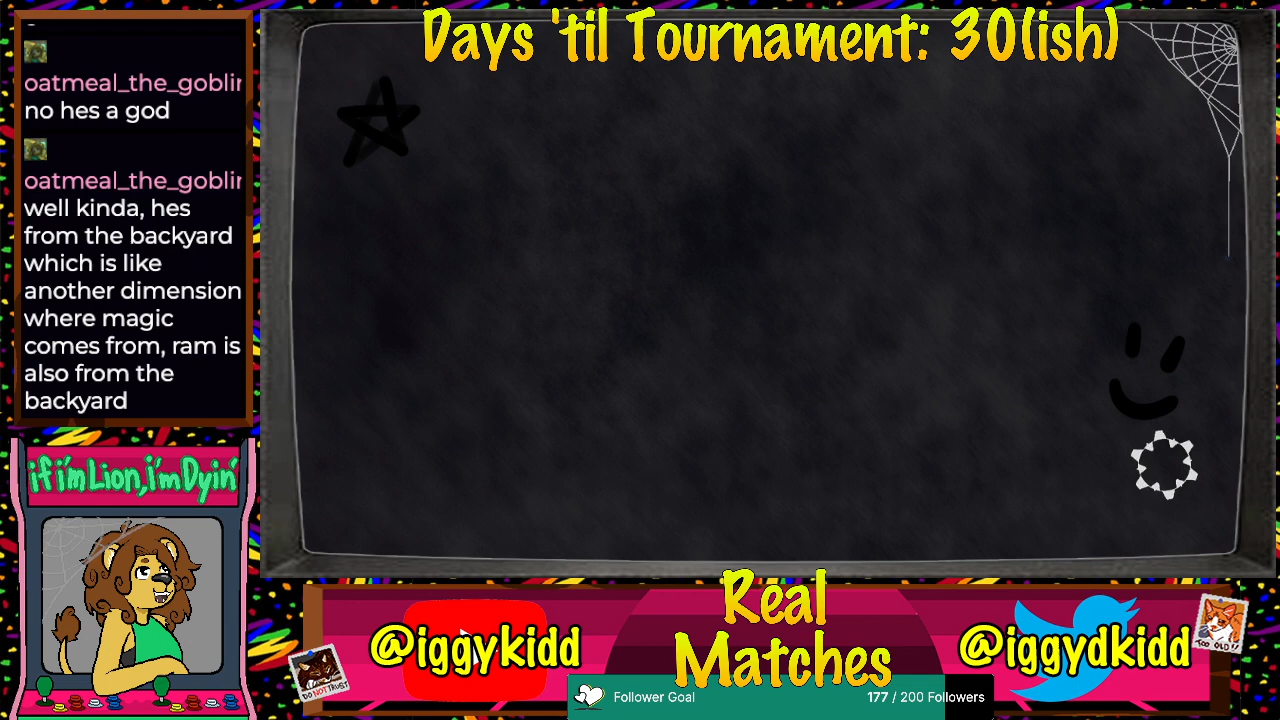 Days 'til Tournament: 30(ish)
oatmeal_the_goblin
no hes a god
oatmeal_the_goblin
well kinda, hes
from the backyard
which is like
another dimension
where magic
comes from, ram is
also from the
backyard
if i'm Lion, i'm Dyin'
DO NOT TRUST
@iggykidd
Real
Matches
@iggydkidd
TOO OLD!!
Follower Goal
177 / 200 Followers